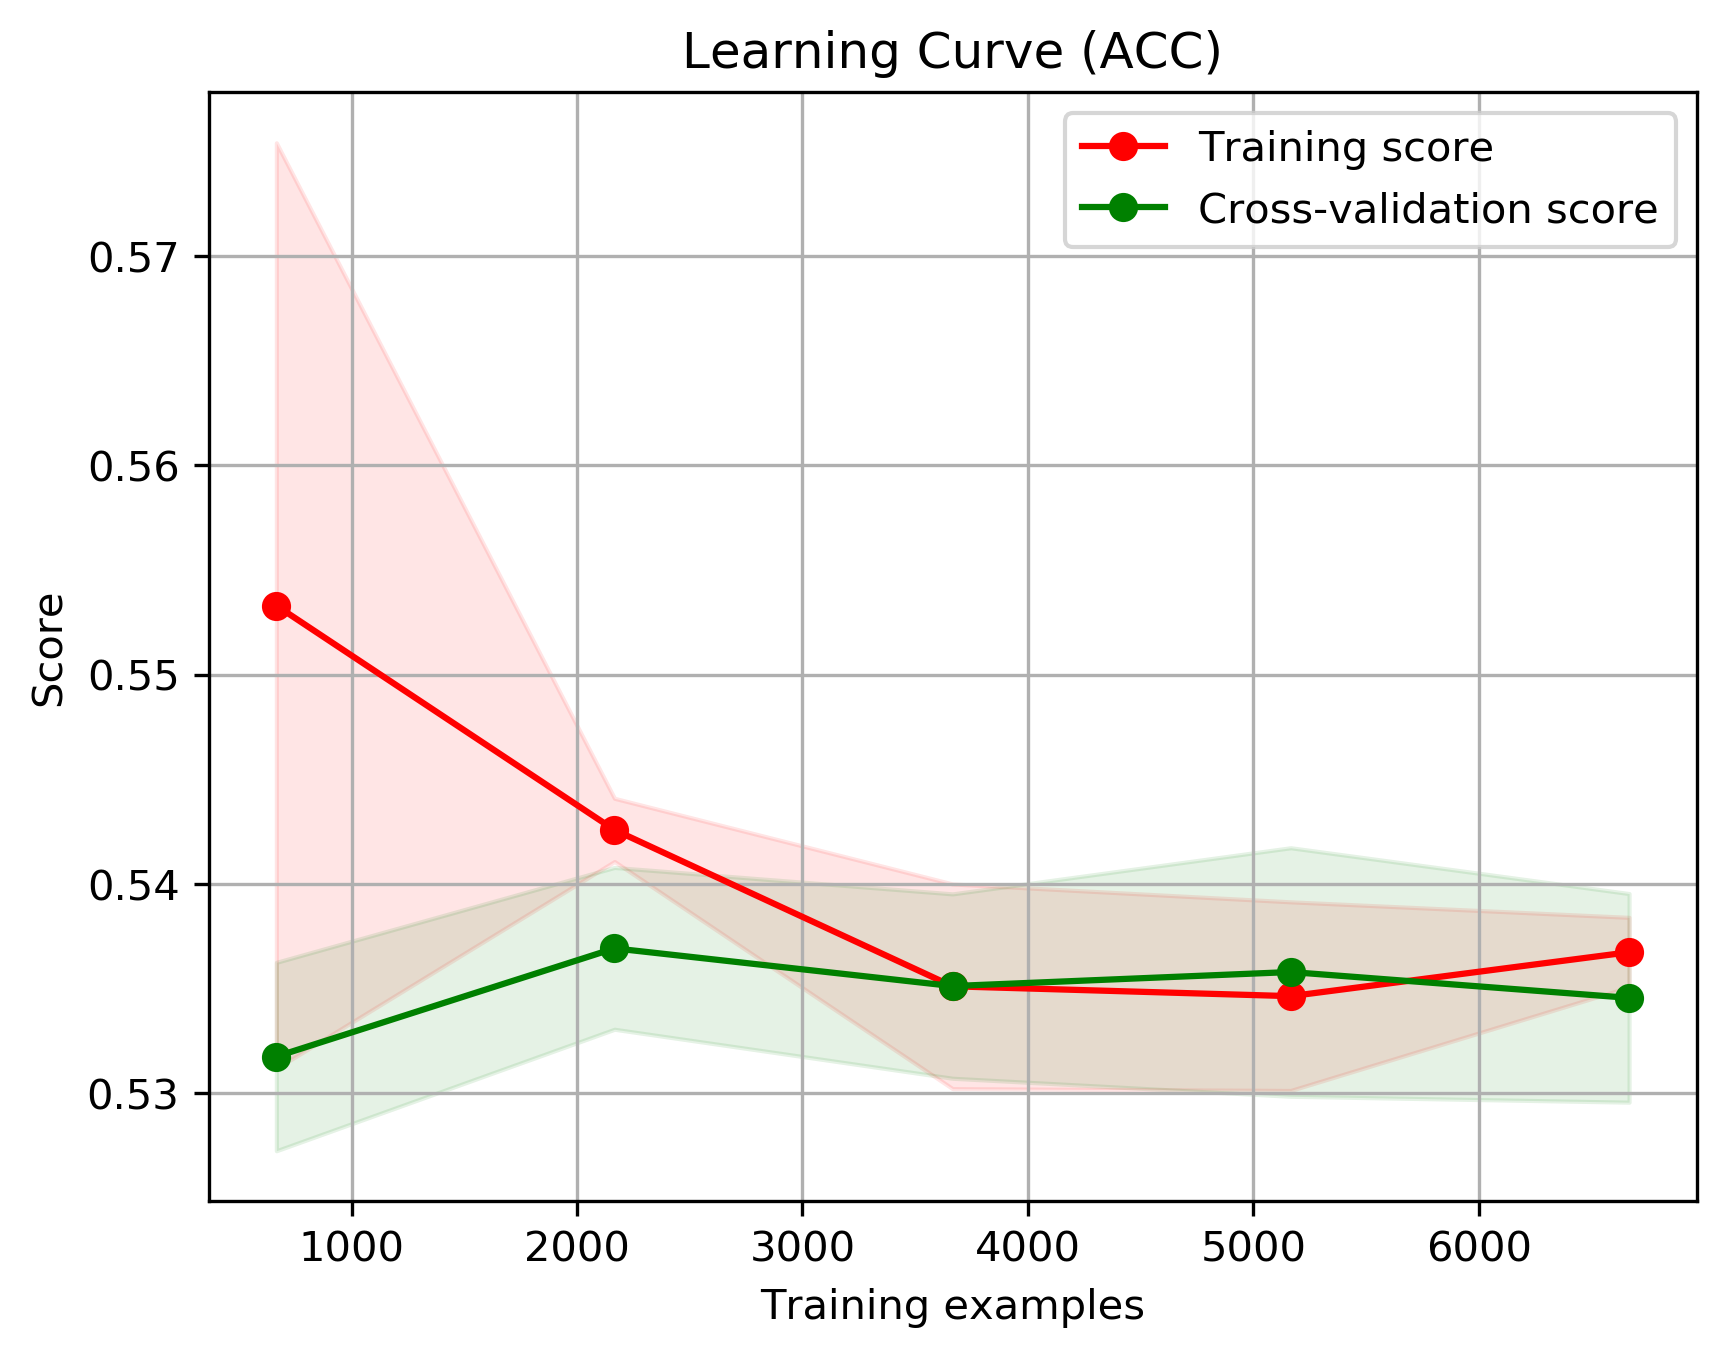 Learning Curve (ACC)
Training score
Cross-validation score
0.57
0.56
0.55
0.54
0.53
Score
1000 2000 3000 4000 5000 6000
Training examples